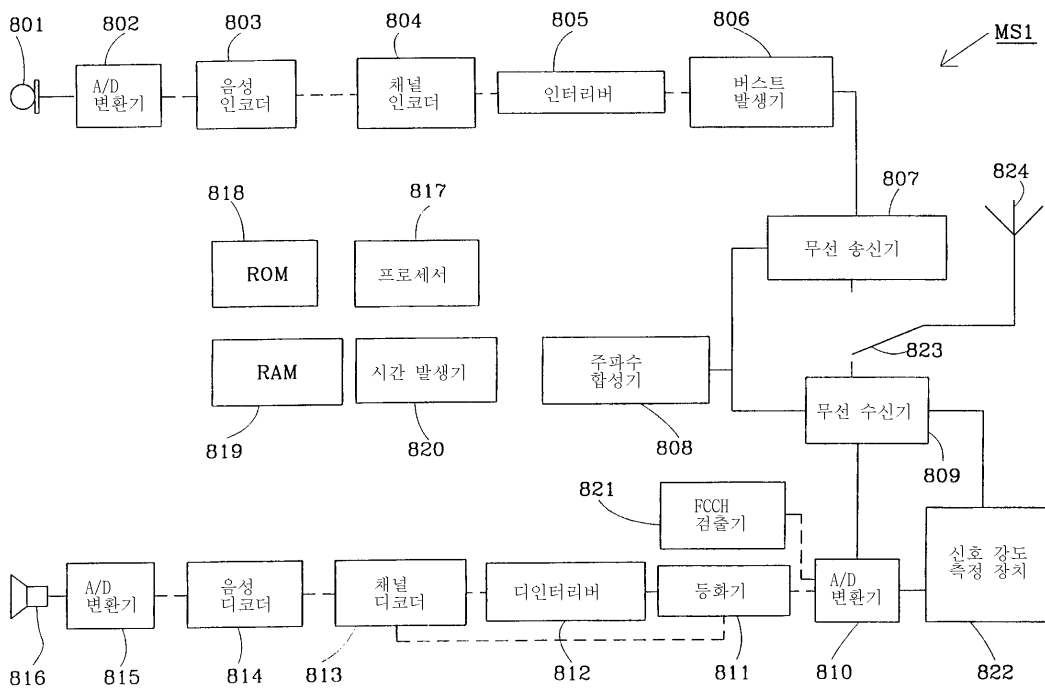 801
802
803
804
805
806
MS1
A/D
변환기
음성
인코더
채널
인코더
인터리버
버스트
발생기
824
807
818
817
무선 송신기
ROM
프로세서
823
RAM
시간 발생기
주파수
합성기
무선 수신기
819
820
808
809
821
FCCH
검출기
A/D
변환기
음성
디코더
채널
디코더
디인터리버
등화기
A/D
변환기
신호 강도
측정 장치
816
815
814
813
812
811
810
822